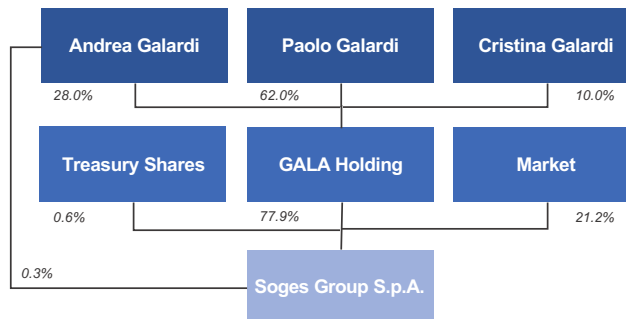 Andrea Galardi
Paolo Galardi
Cristina Galardi
28.0%
62.0%
10.0%
Treasury Shares
GALA Holding
Market
0.6%
77.9%
21.2%
0.3%
Soges Group S.p.A.